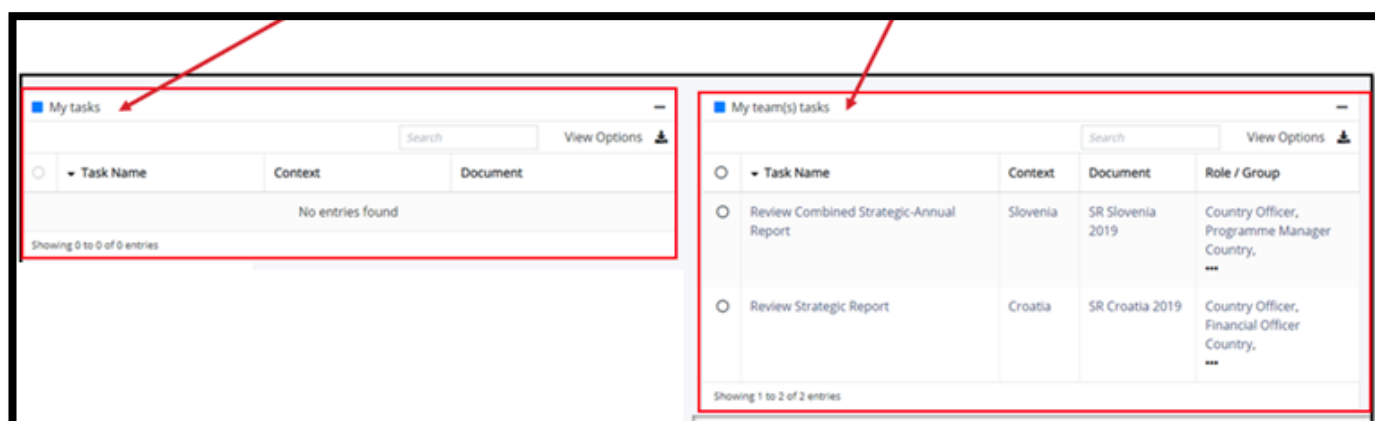 My tasks
Search View Options
Task Name Context Document
No entries found
Showing 0 to 0 of 0 entries
My team(s) tasks
Search View Options
Task Name Context Document Role / Group
Review Combined Strategic-Annual Slovenia SR Slovenia Country Officer,
Report 2019 Programme Manager
Country,
...
Review Strategic Report Croatia SR Croatia 2019 Country Officer,
Financial Officer
Country,
...
Showing 1 to 2 of 2 entries